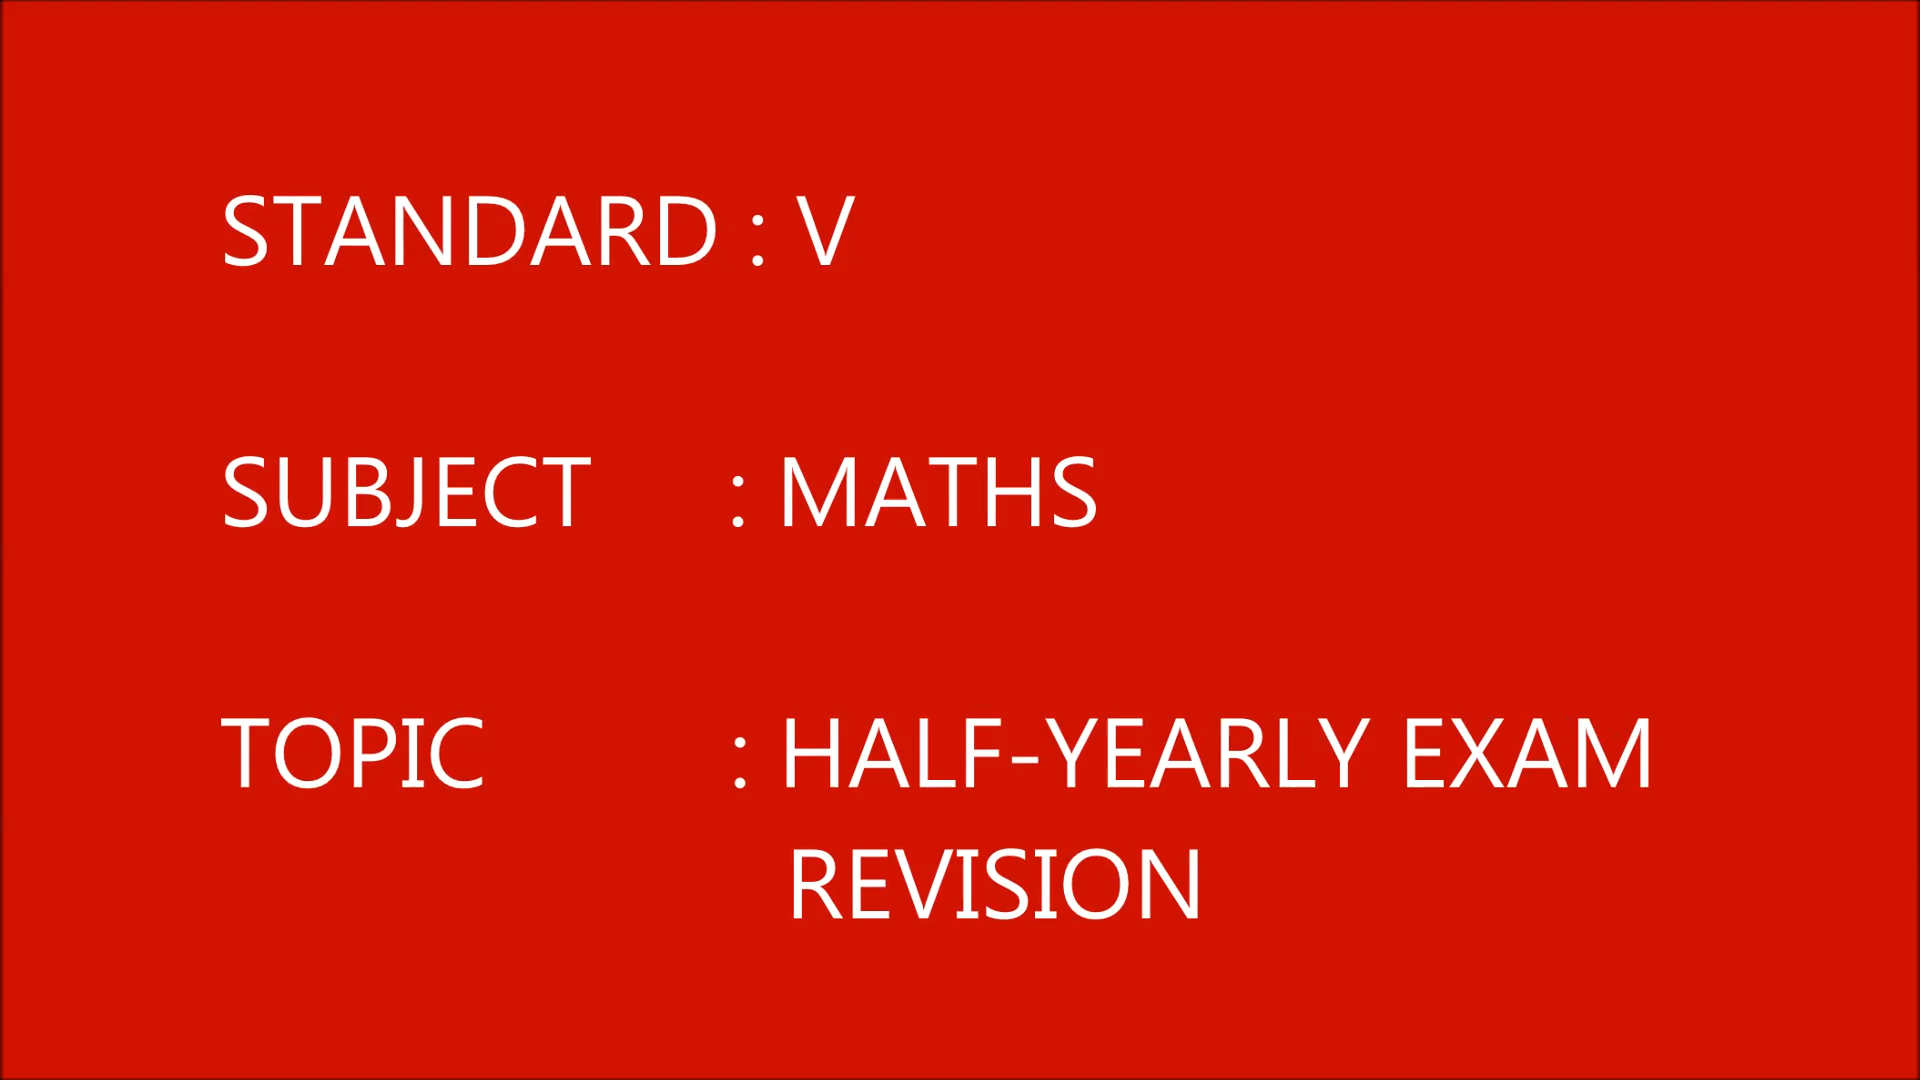 STANDARD : V
SUBJECT : MATHS
TOPIC : HALF-YEARLY EXAM
REVISION